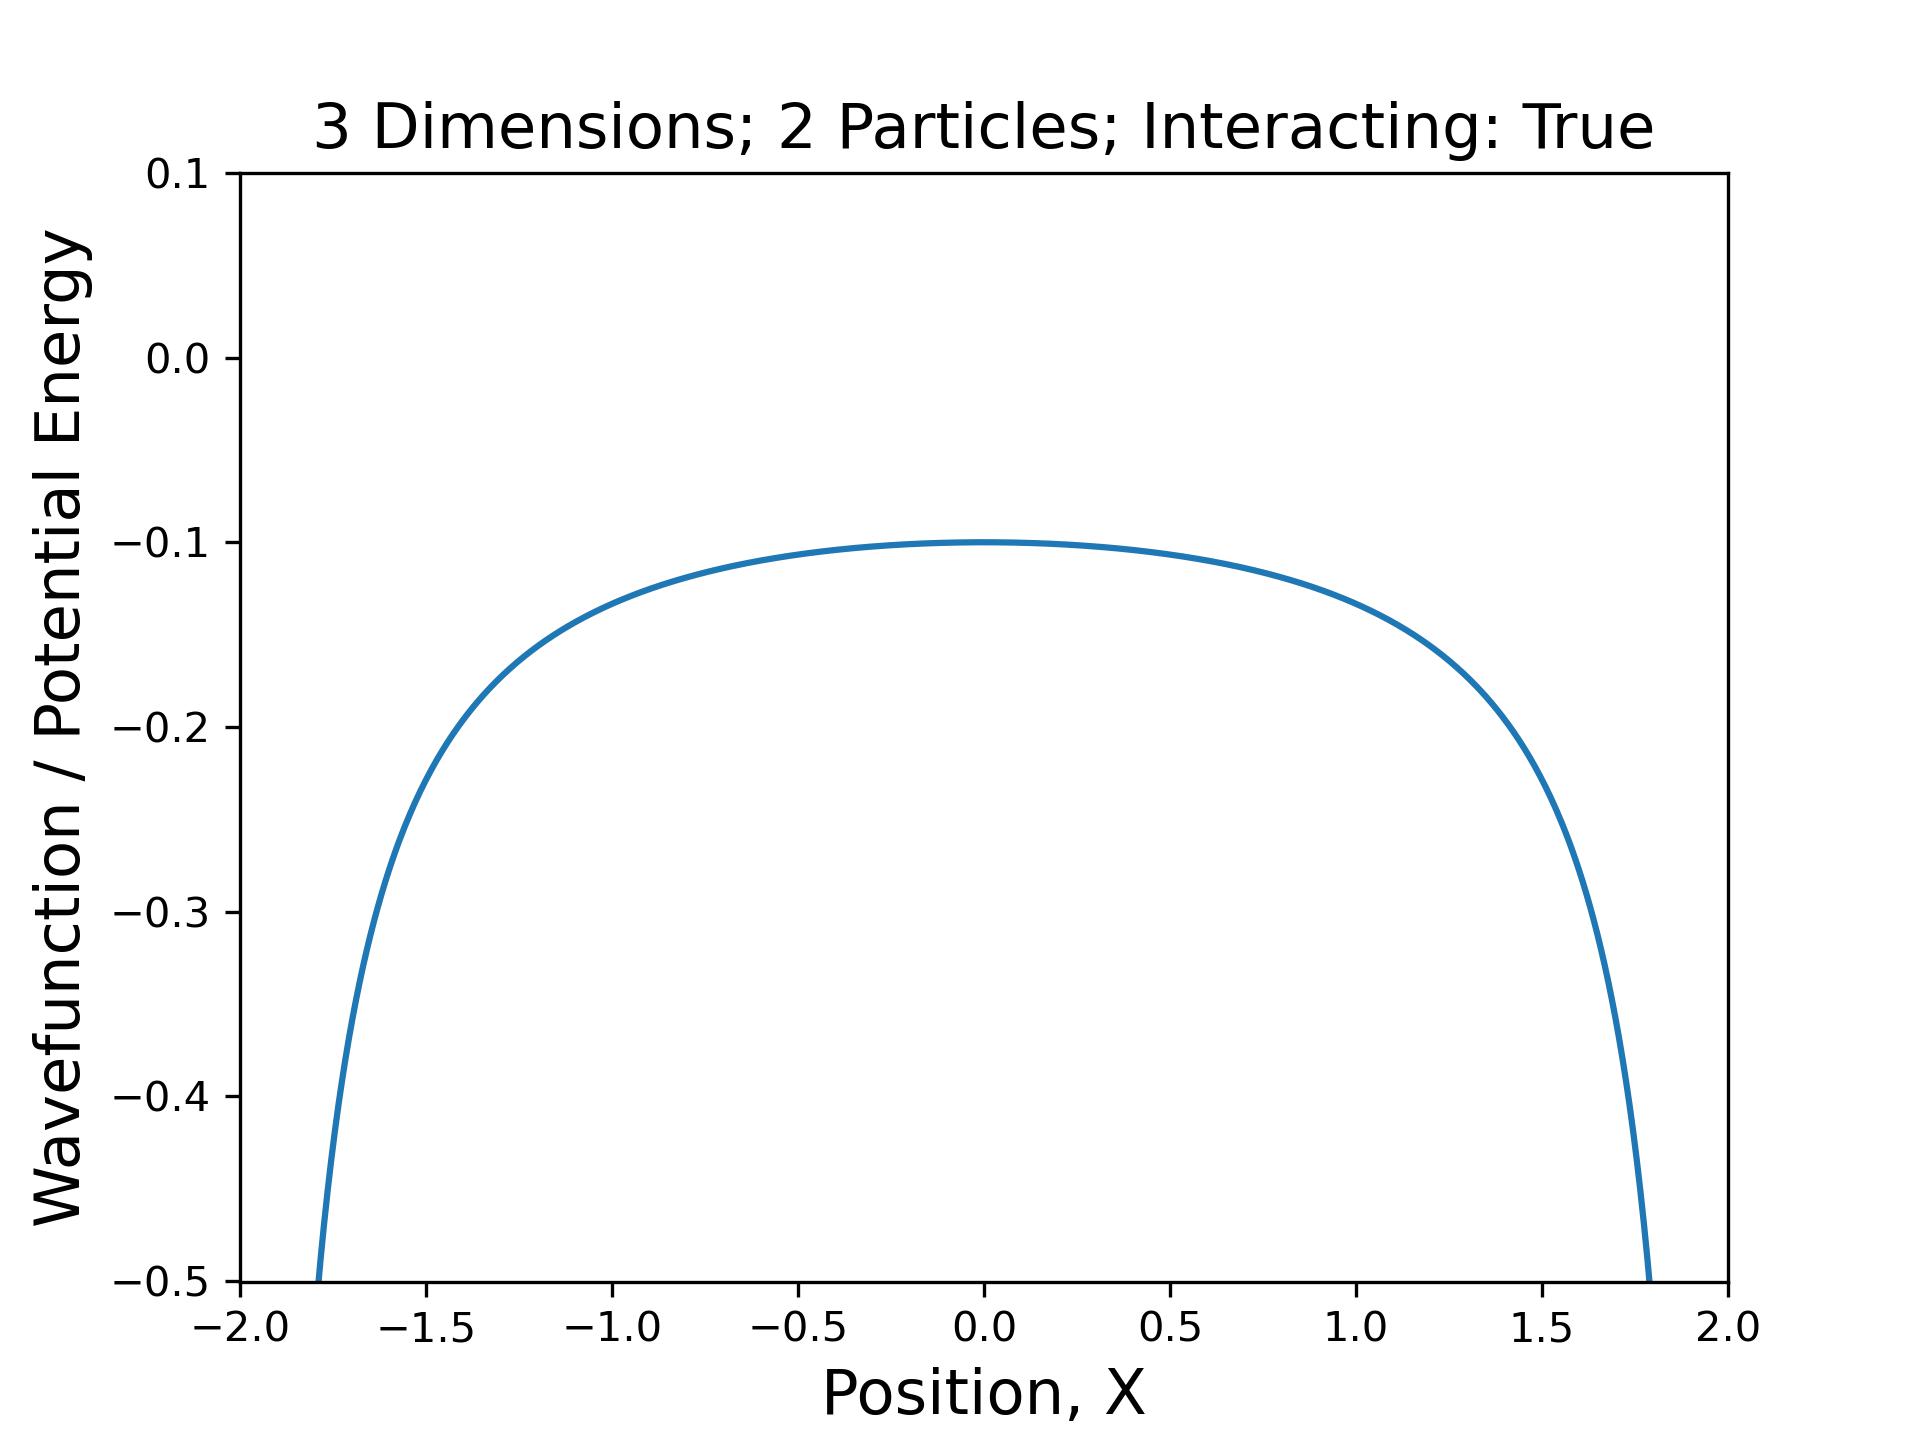 3 Dimensions; 2 Particles; Interacting: True
Wavefunction / Potential Energy
0.1
0.0
−0.1
−0.2
−0.3
−0.4
−0.5
−2.0 −1.5 −1.0 −0.5 0.0 0.5 1.0 1.5 2.0
Position, X